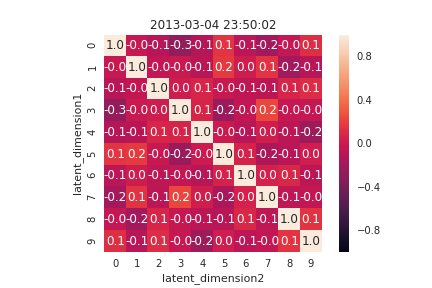 2013-03-04 23:50:02
latent_dimension1
0 1.0 -0.0 -0.1 -0.3 -0.1 0.1 -0.1 -0.2 -0.0 0.1
1 -0.0 1.0 -0.0 0.0 -0.1 0.2 0.0 0.1 -0.2 -0.1
2 -0.1 -0.0 1.0 0.0 0.1 -0.0 -0.0 -0.1 0.1 0.1
3 -0.3 0.0 0.0 1.0 0.1 -0.2 -0.0 0.2 -0.0 -0.0
4 -0.1 -0.1 0.1 0.1 1.0 -0.0 -0.1 0.0 -0.1 -0.2
5 0.1 0.2 -0.0 -0.2 -0.0 1.0 0.1 -0.2 -0.1 0.0
6 -0.1 0.0 -0.0 -0.0 -0.1 0.1 1.0 0.0 0.1 -0.1
7 -0.2 0.1 -0.1 0.2 0.0 -0.2 0.0 1.0 -0.1 -0.0
8 -0.0 -0.2 0.1 -0.0 -0.1 -0.1 0.1 -0.1 1.0 0.1
9 0.1 -0.1 0.1 -0.0 -0.2 0.0 -0.1 -0.0 0.1 1.0
0 1 2 3 4 5 6 7 8 9
latent_dimension2
0.8
0.4
0.0
-0.4
-0.8